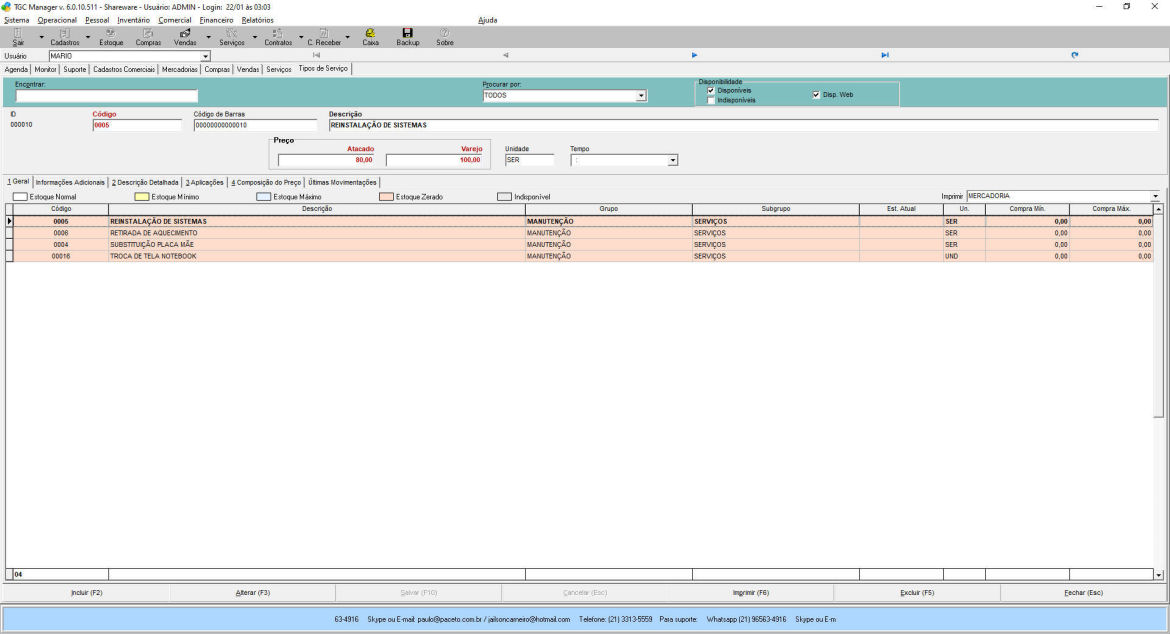 TGC Manager v. 6.0.10.511 - Shareware - Usuário: ADMIN - Login: 22/01 às 03:03
Sistema Operacional Pessoal Inventário Comercial Financeiro Relatórios Ajuda
Sair Cadastros Estoque Compras Vendas Serviços Contratos C. Receber Caixa Backup Sobre
Usuário MARIO
Agenda Monitor Suporte Cadastros Comerciais Mercadorias Compras Vendas Serviços Tipos de Serviço
Encontrar: Procurar por: Disponibilidade
TODOS Disponíveis Disp. Web
Indisponíveis
ID Código Código de Barras Descrição
000010 0005 00000000000010 REINSTALAÇÃO DE SISTEMAS
Preço
Atacado Varejo Unidade Tempo
80,00 100,00 SER :
1 Geral Informações Adicionais 2 Descrição Detalhada 3 Aplicações 4 Composição do Preço Últimas Movimentações
Estoque Normal Estoque Mínimo Estoque Máximo Estoque Zerado Indisponível Imprimir MERCADORIA
Código Descrição Grupo Subgrupo Est. Atual Un. Compra Mín. Compra Máx.
0005 REINSTALAÇÃO DE SISTEMAS MANUTENÇÃO SERVIÇOS SER 0,00 0,00
0006 RETIRADA DE AQUECIMENTO MANUTENÇÃO SERVIÇOS SER 0,00 0,00
0004 SUBSTITUIÇÃO PLACA MÃE MANUTENÇÃO SERVIÇOS SER 0,00 0,00
00016 TROCA DE TELA NOTEBOOK MANUTENÇÃO SERVIÇOS UND 0,00 0,00
04
Incluir (F2) Alterar (F3) Salvar (F10) Cancelar (Esc) Imprimir (F6) Excluir (F5) Fechar (Esc)
63-4916 Skype ou E-mail: paulo@paceto.com.br / jailsoncarneiro@hotmail.com Telefone: (21) 3313-5559 Para suporte: Whatsapp (21) 96563-4916 Skype ou E-m